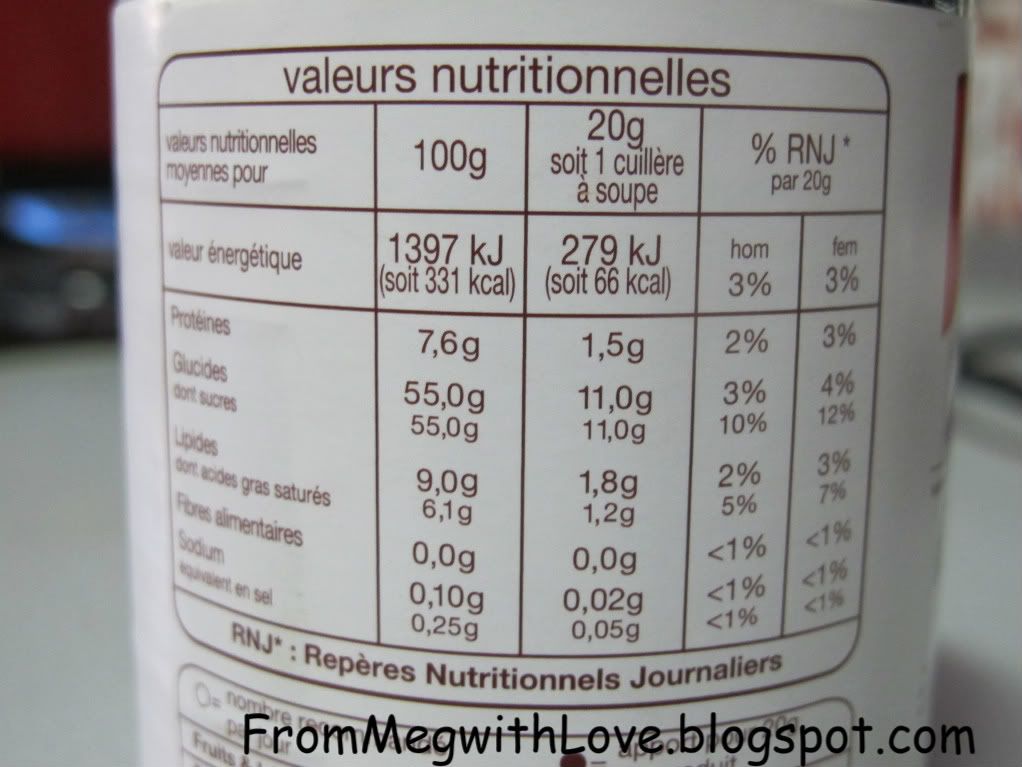 valeurs nutritionnelles
valeurs nutritionnelles moyennes pour 100g 20g soit 1 cuillère à soupe % RNJ* par 20g
valeur énergétique 1397 kJ (soit 331 kcal) 279 kJ (soit 66 kcal) hom 3% fem 3%
Protéines 7,6g 1,5g 2% 3%
Glucides 55,0g 11,0g 3% 4%
dont sucres 55,0g 11,0g 10% 12%
Lipides 9,0g 1,8g 2% 3%
dont acides gras saturés 6,1g 1,2g 5% 7%
Fibres alimentaires 0,0g 0,0g <1% <1%
Sodium 0,10g 0,02g <1% <1%
équivalent en sel 0,25g 0,05g <1% <1%
RNJ* : Repères Nutritionnels Journaliers
= nombre
Fruits &
FromMegwithLove.blogspot.com